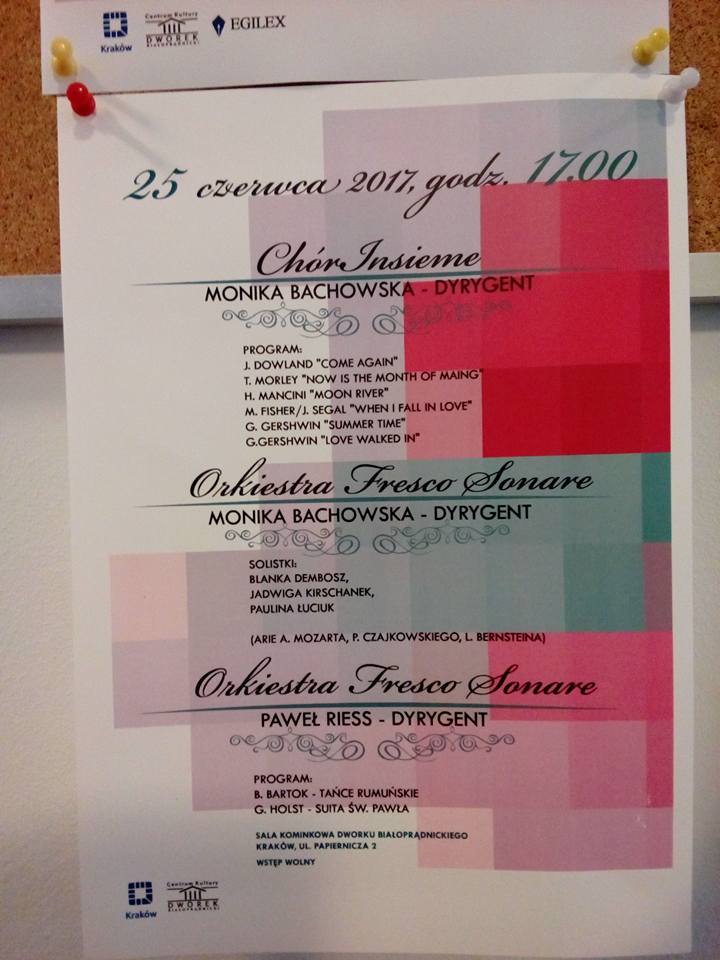 Kraków
Centrum Kultury
DWOREK
BIAŁOPRĄDNICKI
EGILEX
25 czerwca 2017, godz. 17.00
Chór Insieme
MONIKA BACHOWSKA - DYRYGENT
PROGRAM:
J. DOWLAND "COME AGAIN"
T. MORLEY "NOW IS THE MONTH OF MAING"
H. MANCINI "MOON RIVER"
M. FISHER/J. SEGAL "WHEN I FALL IN LOVE"
G. GERSHWIN "SUMMER TIME"
G.GERSHWIN "LOVE WALKED IN"
Orkiestra Fresco Sonare
MONIKA BACHOWSKA - DYRYGENT
SOLISTKI:
BLANKA DEMBOSZ,
JADWIGA KIRSCHANEK,
PAULINA ŁUCIUK
(ARIE A. MOZARTA, P. CZAJKOWSKIEGO, L. BERNSTEINA)
Orkiestra Fresco Sonare
PAWEŁ RIESS - DYRYGENT
PROGRAM:
B. BARTOK - TAŃCE RUMUŃSKIE
G. HOLST - SUITA ŚW. PAWŁA
SALA KOMINKOWA DWORKU BIAŁOPRĄDNICKIEGO
KRAKÓW, UL. PAPIERNICZA 2
WSTĘP WOLNY
Kraków
Centrum Kultury
DWOREK
BIAŁOPRĄDNICKI